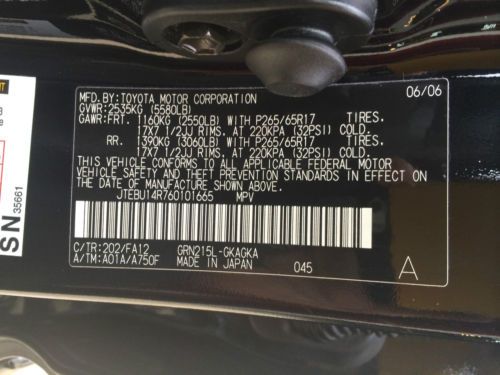 MFD. BY: TOYOTA MOTOR CORPORATION 06/06
GVWR: 2535KG (5580LB)
GAWR: FRT. 1160KG (2550LB) WITH P265/65R17 TIRES.
17X7 1/2JJ RIMS. AT 220KPA (32PSI) COLD.
RR. 1390KG (3060LB) WITH P265/65R17 TIRES.
17X7 1/2JJ RIMS. AT 220KPA (32PSI) COLD.
THIS VEHICLE CONFORMS TO ALL APPLICABLE FEDERAL MOTOR
VEHICLE SAFETY AND THEFT PREVENTION STANDARDS IN EFFECT ON
THE DATE OF MANUFACTURE SHOWN ABOVE.
JTEBU14R760101665 MPV
C/TR: 202/FA12 GRN215L-GKAGKA
A/TM: A01A/A750F MADE IN JAPAN 045 A
SN 35661